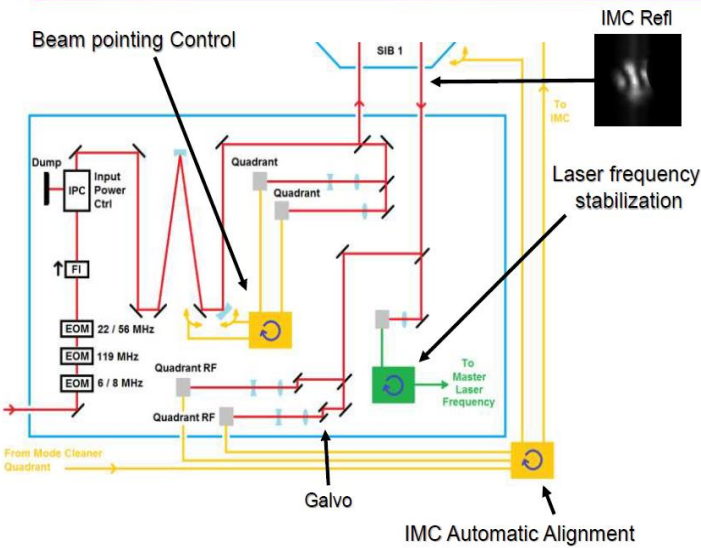 IMC Refl
Beam pointing Control
SIB 1
To
IMC
Dump
IPC
Input
Power
Ctrl
Quadrant
Quadrant
Laser frequency
stabilization
FI
EOM 22 / 56 MHz
EOM 119 MHz
EOM 6 / 8 MHz
Quadrant RF
Quadrant RF
To
Master
Laser
Frequency
From Mode Cleaner
Quadrant
Galvo
IMC Automatic Alignment